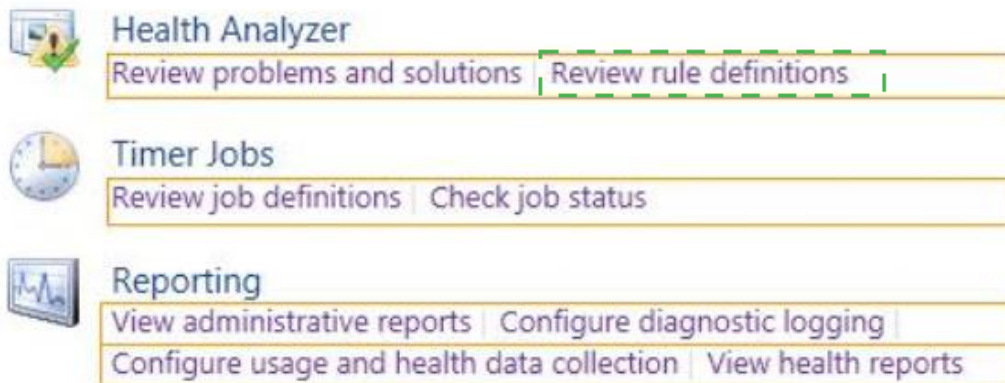 Health Analyzer
Review problems and solutions | Review rule definitions
Timer Jobs
Review job definitions | Check job status
Reporting
View administrative reports | Configure diagnostic logging |
Configure usage and health data collection | View health reports